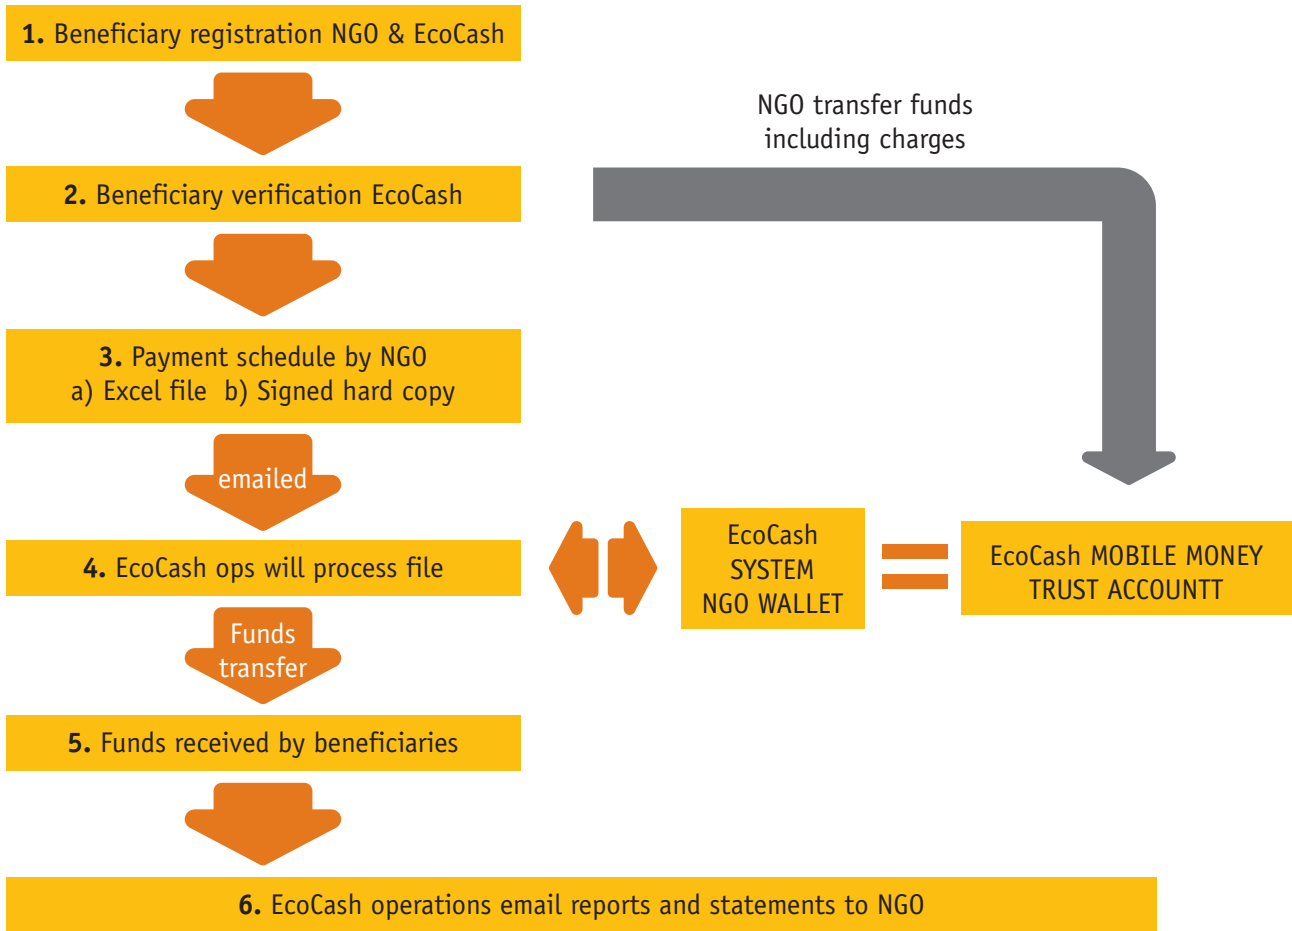 1. Beneficiary registration NGO & EcoCash
NGO transfer funds
including charges
2. Beneficiary verification EcoCash
3. Payment schedule by NGO
a) Excel file b) Signed hard copy
emailed
4. EcoCash ops will process file
EcoCash
SYSTEM
NGO WALLET
EcoCash MOBILE MONEY
TRUST ACCOUNTT
Funds
transfer
5. Funds received by beneficiaries
6. EcoCash operations email reports and statements to NGO